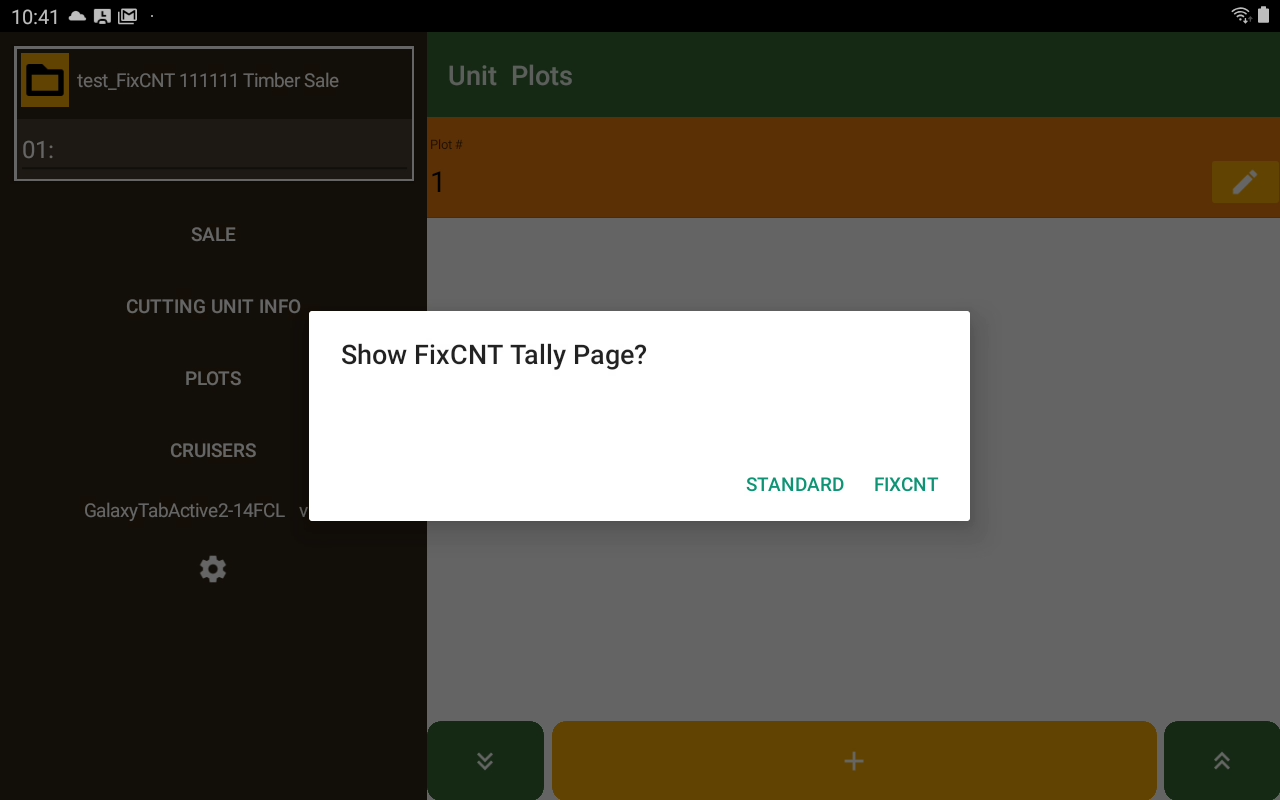 10:41
test_FixCNT 111111 Timber Sale
01:
SALE
CUTTING UNIT INFO
PLOTS
CRUISERS
GalaxyTabActive2-14FCL v
Unit Plots
Plot #
1
Show FixCNT Tally Page?
STANDARD FIXCNT